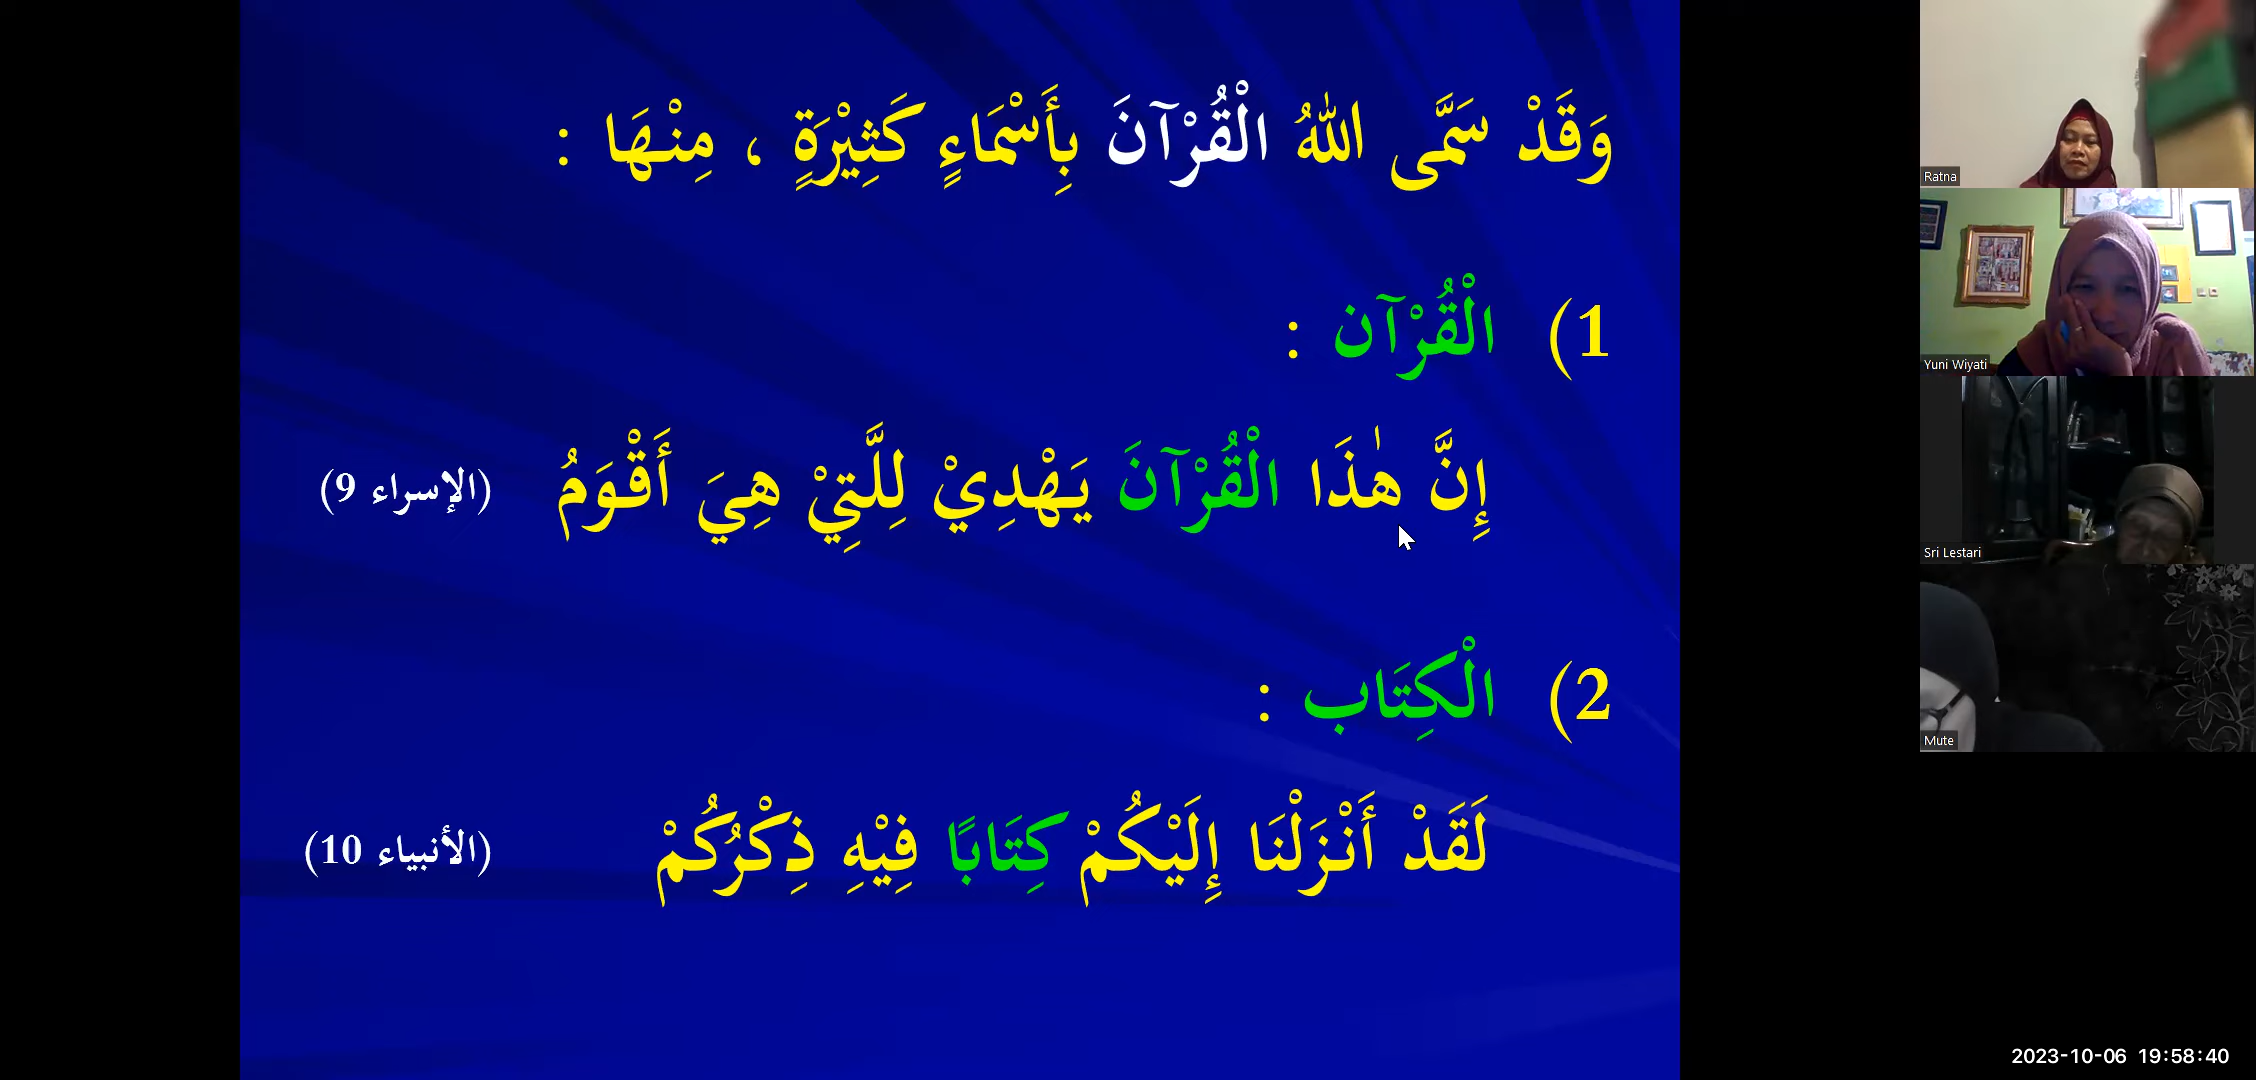 وَقَدْ سَمَّى اللهُ الْقُرْآنَ بِأَسْمَاءٍ كَثِيْرَةٍ ، مِنْهَا :
1) الْقُرْآن :
إِنَّ هٰذَا الْقُرْآنَ يَهْدِيْ لِلَّتِيْ هِيَ أَقْوَمُ (الإسراء 9)
2) الْكِتَاب :
لَقَدْ أَنْزَلْنَا إِلَيْكُمْ كِتَابًا فِيْهِ ذِكْرُكُمْ (الأنبياء 10)
Ratna
Yuni Wiyati
Sri Lestari
Mute
2023-10-06 19:58:40